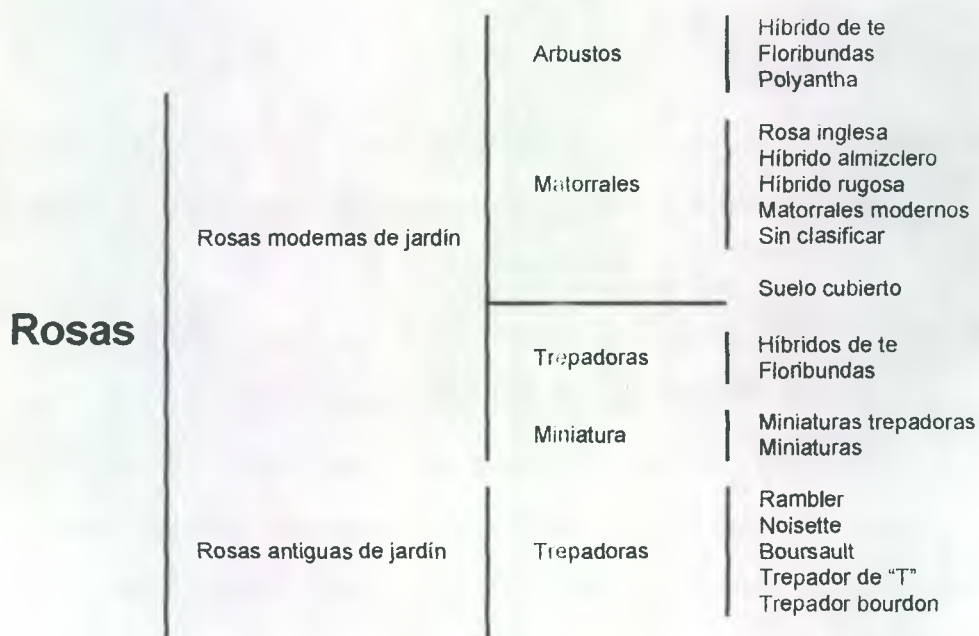 Rosas
Rosas modernas de jardín
Arbustos
Híbrido de te
Floribundas
Polyantha
Matorrales
Rosa inglesa
Híbrido almizclero
Híbrido rugosa
Matorrales modernos
Sin clasificar
Suelo cubierto
Trepadoras
Híbridos de te
Floribundas
Miniatura
Miniaturas trepadoras
Miniaturas
Rosas antiguas de jardín
Trepadoras
Rambler
Noisette
Boursault
Trepador de "T"
Trepador bourdon